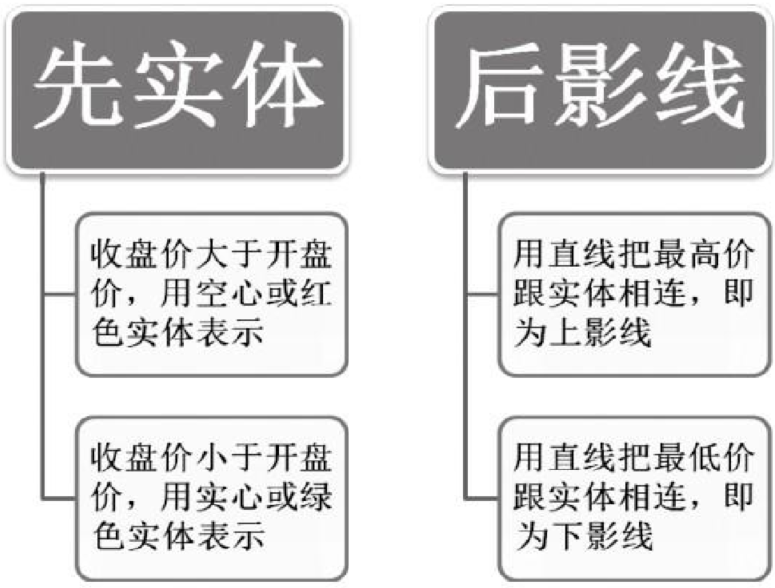 先实体
收盘价大于开盘
价，用空心或红
色实体表示
收盘价小于开盘
价，用实心或绿
色实体表示
后影线
用直线把最高价
跟实体相连，即
为上影线
用直线把最低价
跟实体相连，即
为下影线